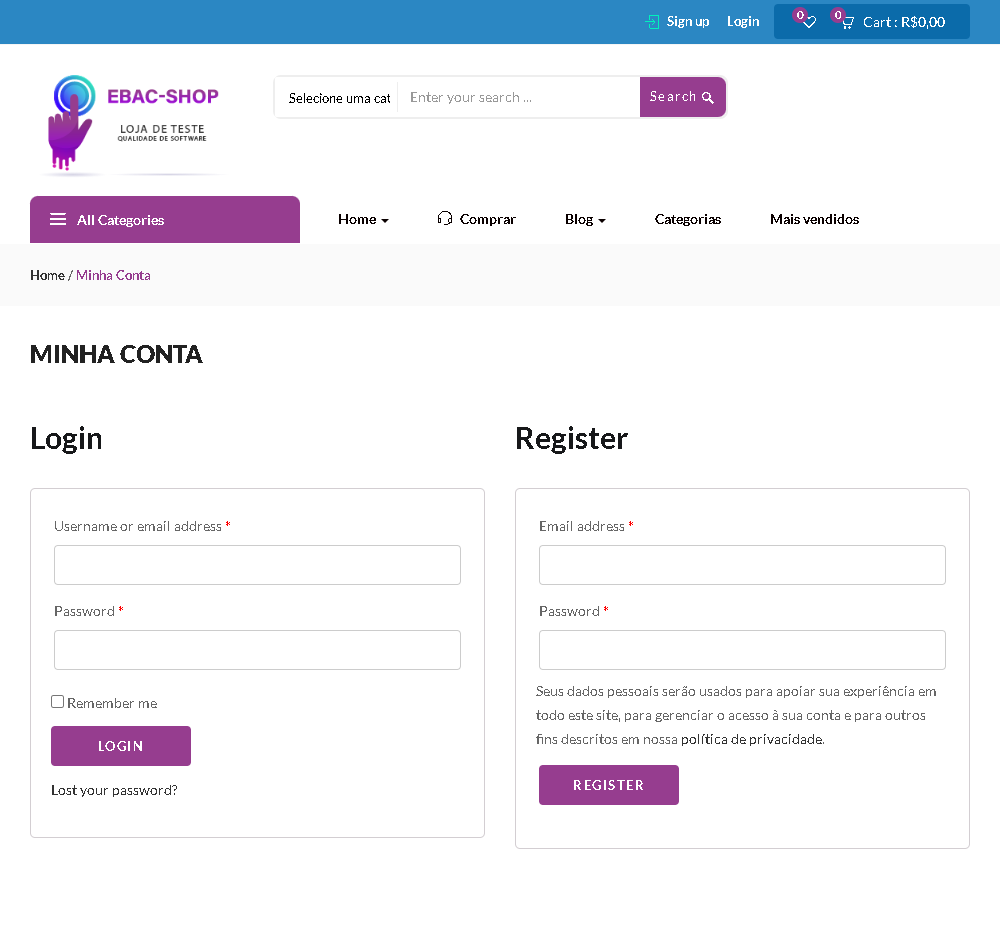 Sign up Login 0 0 Cart : R$0,00
EBAC-SHOP
LOJA DE TESTE
QUALIDADE DE SOFTWARE
Selecione uma cat Enter your search ... Search
All Categories Home Comprar Blog Categorias Mais vendidos
Home / Minha Conta
MINHA CONTA
Login
Username or email address *
Password *
Remember me
LOGIN
Lost your password?
Register
Email address *
Password *
Seus dados pessoais serão usados para apoiar sua experiência em
todo este site, para gerenciar o acesso à sua conta e para outros
fins descritos em nossa política de privacidade.
REGISTER